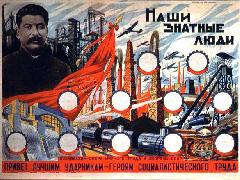 НАШИ
ЗНАТНЫЕ
ЛЮДИ
ПРИВЕТ ЛУЧШИМ УДАРНИКАМ-ГЕРОЯМ СОЦИАЛИСТИЧЕСКОГО ТРУДА